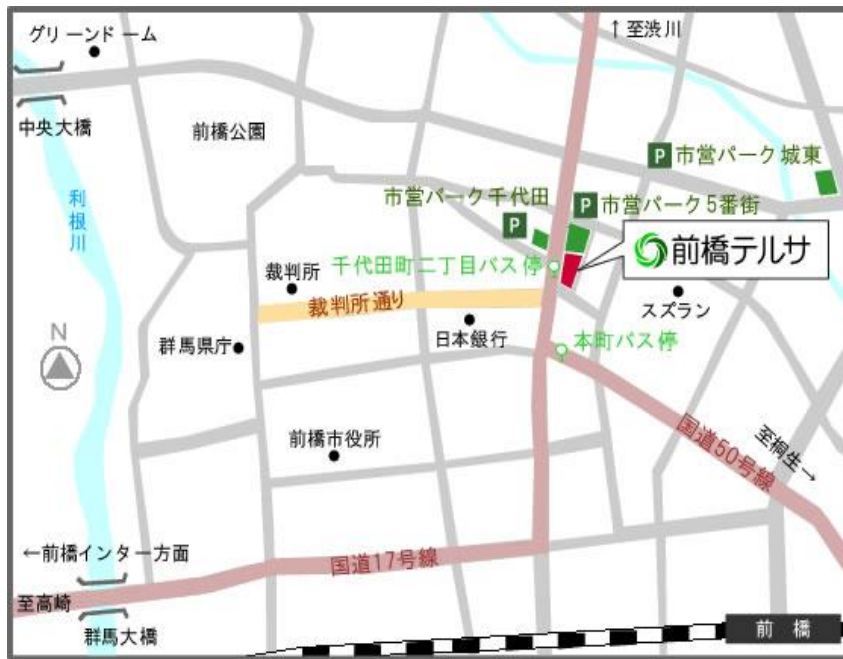 グリーンドーム
↑至渋川
中央大橋
前橋公園
P 市営パーク城東
利根川
市営パーク千代田
P
P 市営パーク5番街
前橋テルサ
千代田町二丁目バス停
裁判所
スズラン
裁判所通り
日本銀行
本町バス停
N
群馬県庁
前橋市役所
国道50号線
至桐生→
←前橋インター方面
国道17号線
至高崎
群馬大橋
前橋